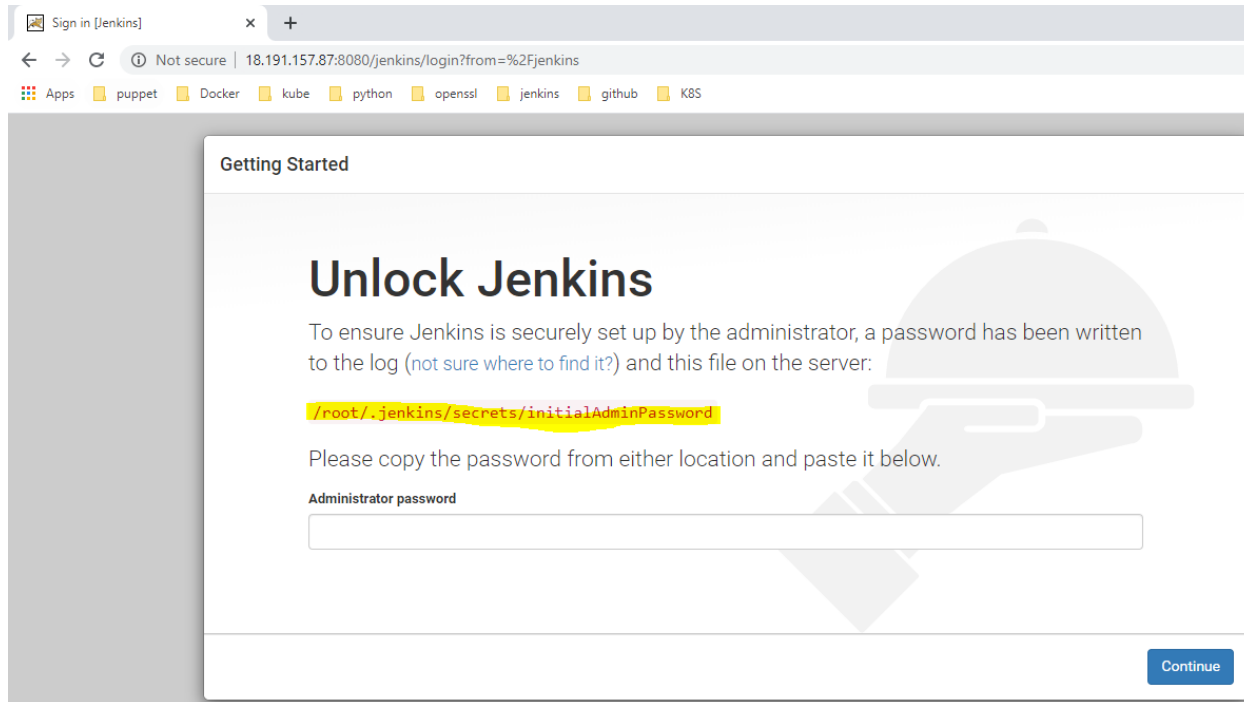 Sign in [Jenkins]
Not secure | 18.191.157.87:8080/jenkins/login?from=%2Fjenkins
Apps puppet Docker kube python openssl jenkins github K8S
Getting Started
Unlock Jenkins
To ensure Jenkins is securely set up by the administrator, a password has been written
to the log (not sure where to find it?) and this file on the server:
/root/.jenkins/secrets/initialAdminPassword
Please copy the password from either location and paste it below.
Administrator password
Continue